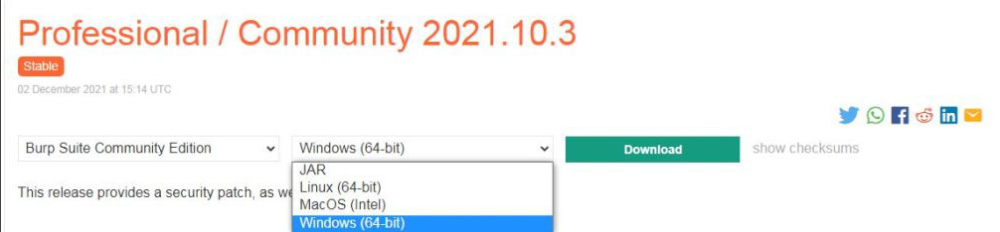 Professional / Community 2021.10.3
Stable
02 December 2021 at 15:14 UTC
Burp Suite Community Edition
Windows (64-bit)
Download
show checksums
JAR
This release provides a security patch, as we
Linux (64-bit)
MacOS (Intel)
Windows (64-bit)